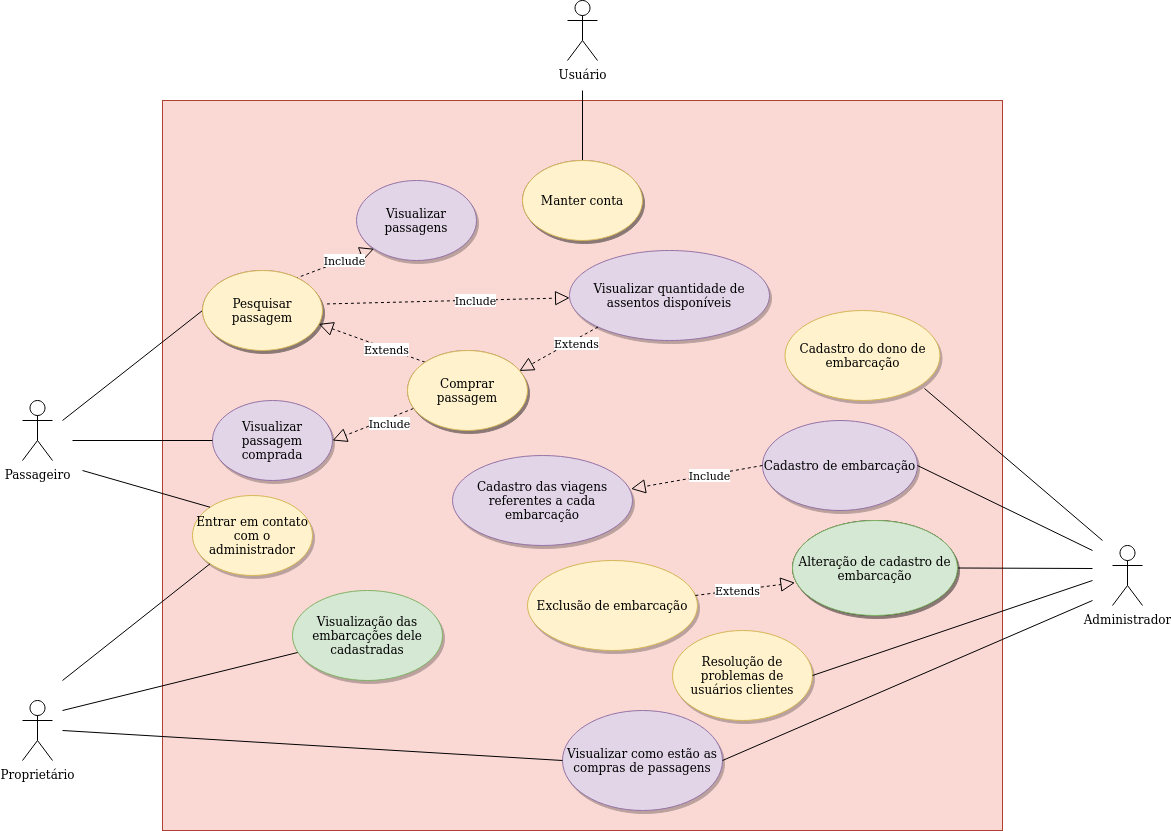 Usuário
Manter conta
Visualizar
passagens
Include
Pesquisar
passagem
Include
Visualizar quantidade de
assentos disponíveis
Extends
Extends
Comprar
passagem
Cadastro do dono de
embarcação
Include
Visualizar
passagem
comprada
Passageiro
Cadastro de embarcação
Include
Cadastro das viagens
referentes a cada
embarcação
Entrar em contato
com o
administrador
Alteração de cadastro de
embarcação
Extends
Exclusão de embarcação
Administrador
Visualização das
embarcações dele
cadastradas
Resolução de
problemas de
usuários clientes
Proprietário
Visualizar como estão as
compras de passagens